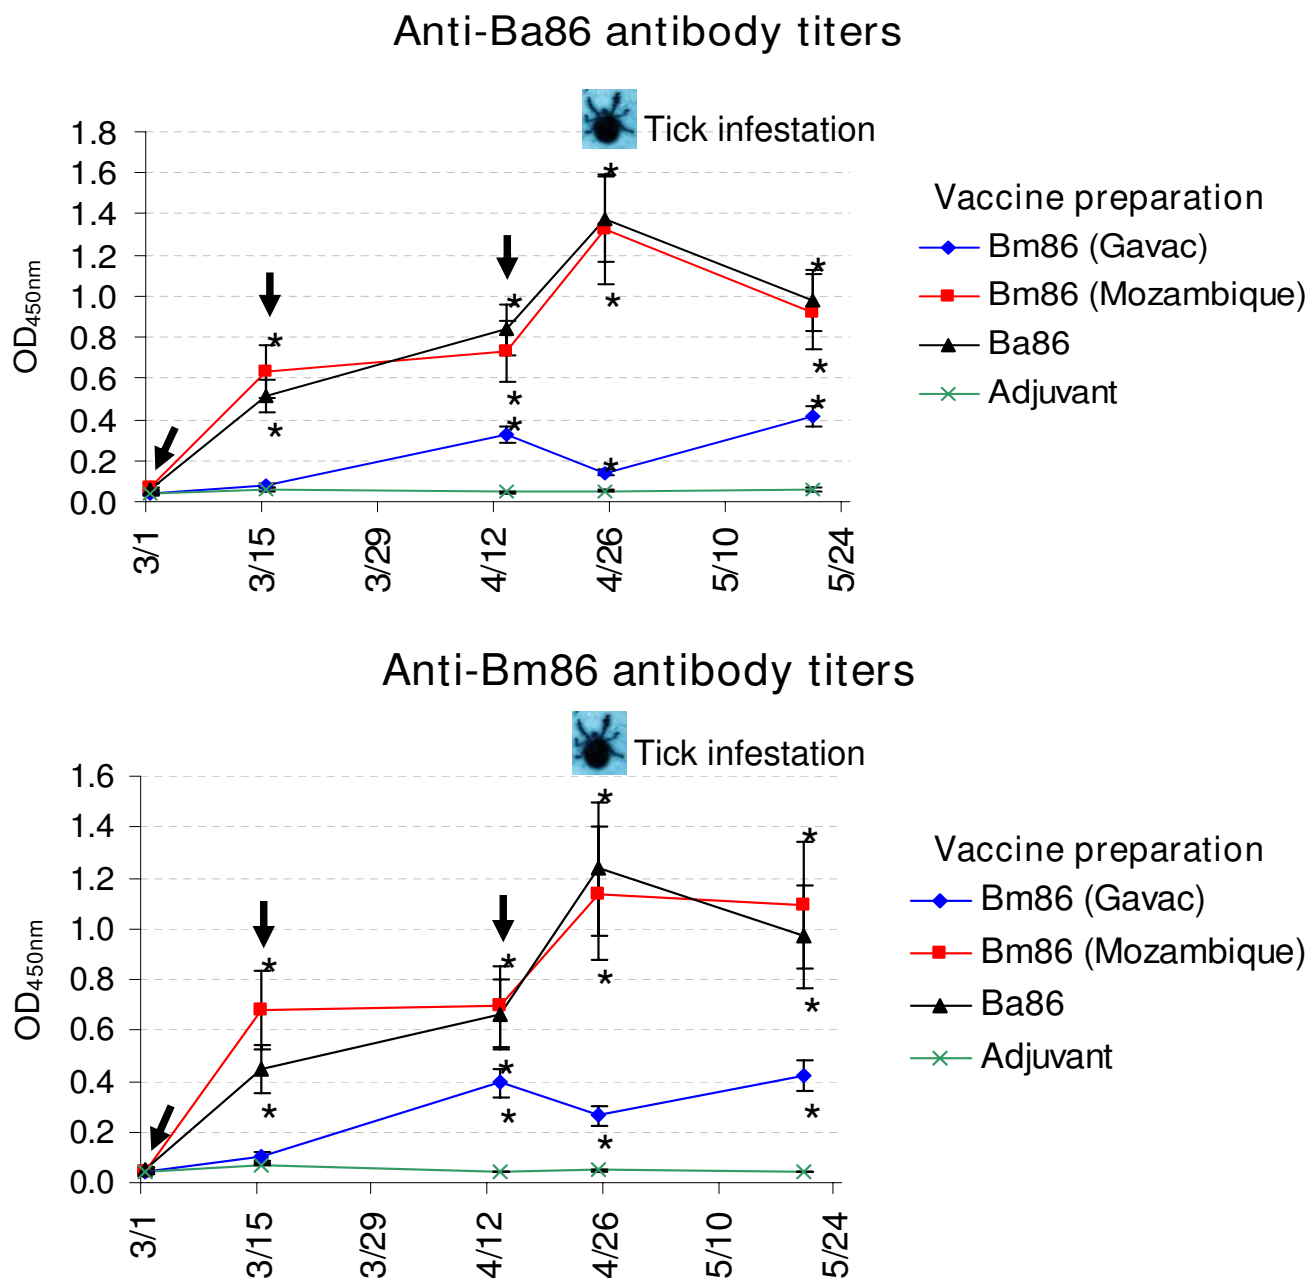 Anti-Ba86 antibody titers
Tick infestation
1.8
1.6
1.4
1.2
1.0
0.8
0.6
0.4
0.2
0.0
OD450nm
* * * * * * * * * * *
3/1 3/15 3/29 4/12 4/26 5/10 5/24
Vaccine preparation
Bm86 (Gavac)
Bm86 (Mozambique)
Ba86
Adjuvant
Anti-Bm86 antibody titers
Tick infestation
1.6
1.4
1.2
1.0
0.8
0.6
0.4
0.2
0.0
OD450nm
* * * * * * * * * * *
3/1 3/15 3/29 4/12 4/26 5/10 5/24
Vaccine preparation
Bm86 (Gavac)
Bm86 (Mozambique)
Ba86
Adjuvant